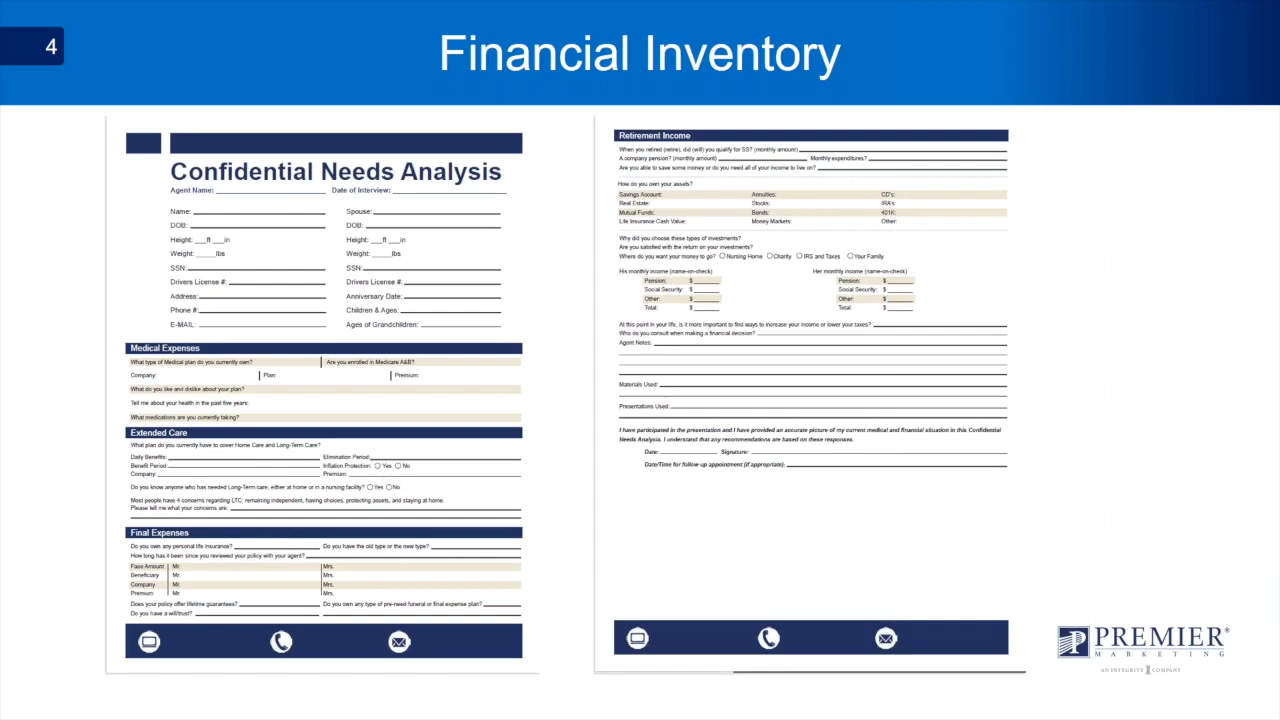 4
Financial Inventory
Confidential Needs Analysis
Agent Name: Date of Interview:
Name: Spouse:
DOB: DOB:
Height: ___ft ___in Height: ___ft ___in
Weight: _____lbs Weight: _____lbs
SSN: SSN:
Drivers License #: Drivers License #:
Address: Anniversary Date:
Phone #: Children & Ages:
E-MAIL: Ages of Grandchildren:
Medical Expenses
What type of Medical plan do you currently own? Are you enrolled in Medicare A&B?
Company: Plan: Premium:
What do you like and dislike about your plan?
Tell me about your health in the past five years:
What medications are you currently taking?
Extended Care
What plan do you currently have to cover Home Care and Long-Term Care?
Daily Benefits: Elimination Period:
Benefit Period: Inflation Protection: Yes No
Company: Premium:
Do you know anyone who has needed Long-Term care, either at home or in a nursing facility? Yes No
Most people have 4 concerns regarding LTC: remaining independent, having choices, protecting assets, and staying at home.
Please tell me what your concerns are:
Final Expenses
Do you own any personal life insurance? Do you have the old type or the new type?
How long has it been since you reviewed your policy with your agent?
Face Amount Mr. Mrs.
Beneficiary Mr. Mrs.
Company Mr. Mrs.
Premium Mr. Mrs.
Does your policy offer lifetime guarantees? Do you own any type of pre-need funeral or final expense plan?
Do you have a will/trust?
Retirement Income
When you retired (retire), did (will) you qualify for SS? (monthly amount)
A company pension? (monthly amount) Monthly expenditures?
Are you able to save some money or do you need all of your income to live on?
How do you own your assets?
Savings Account: Annuities: CD's:
Real Estate: Stocks: IRA's:
Mutual Funds: Bonds: 401K:
Life Insurance Cash Value: Money Markets: Other:
Why did you choose these types of investments?
Are you satisfied with the return on your investments?
Where do you want your money to go? Nursing Home Charity IRS and Taxes Your Family
His monthly income (name-on-check) Her monthly income (name-on-check)
Pension: $ Pension: $
Social Security: $ Social Security: $
Other: $ Other: $
Total: $ Total: $
At this point in your life, is it more important to find ways to increase your income or lower your taxes?
Who do you consult when making a financial decision?
Agent Notes:
Materials Used:
Presentations Used:
I have participated in the presentation and I have provided an accurate picture of my current medical and financial situation in this Confidential
Needs Analysis. I understand that any recommendations are based on these responses.
Date: Signature:
Date/Time for follow-up appointment (if appropriate):
PREMIER®
MARKETING
AN INTEGRITY COMPANY